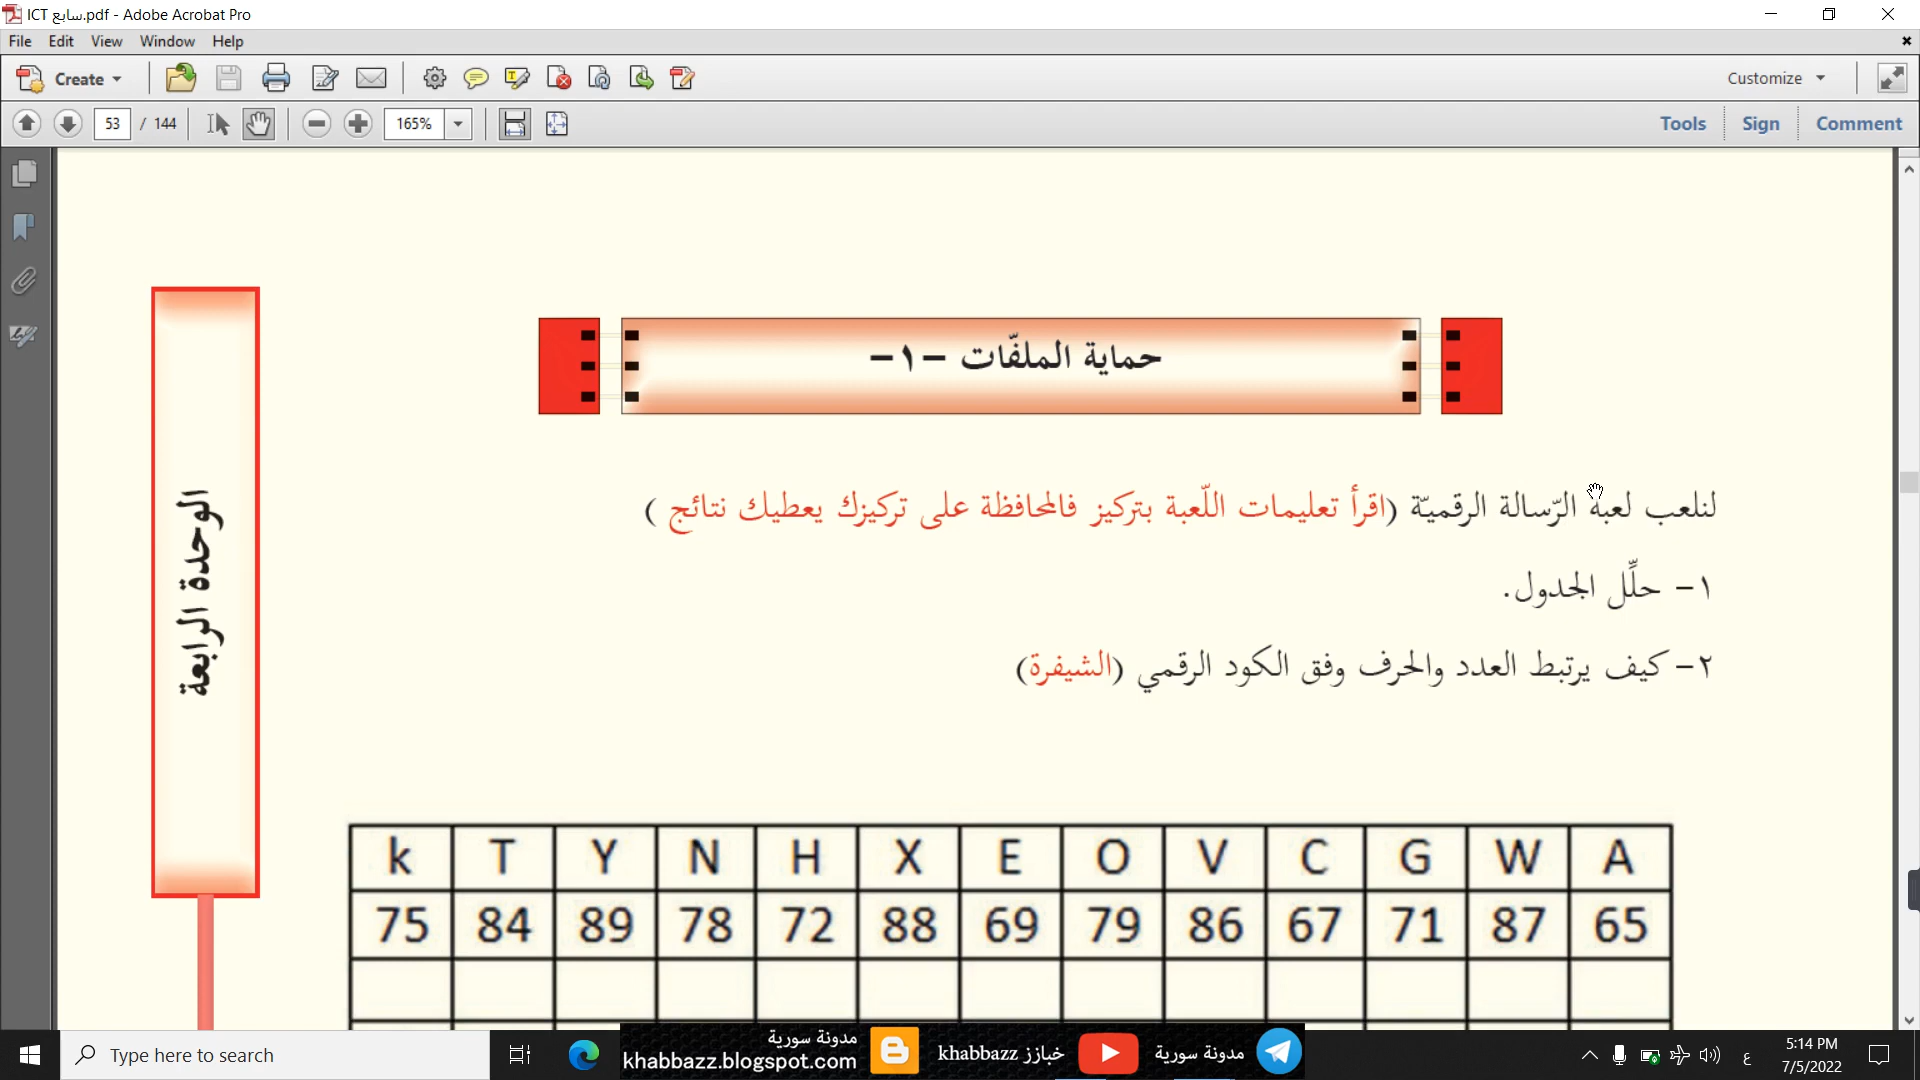 ICT سابع.pdf - Adobe Acrobat Pro
File Edit View Window Help
Create
Customize
53 / 144
165%
Tools Sign Comment
حماية الملفّات -١-
الوحدة الرابعة
لنلعب لعبة الرّسالة الرقميّة (اقرأ تعليمات اللّعبة بتركيز فالمحافظة على تركيزك يعطيك نتائج )
١- حلِّل الجدول.
٢- كيف يرتبط العدد والحرف وفق الكود الرقمي (الشيفرة)
k T Y N H X E O V C G W A
75 84 89 78 72 88 69 79 86 67 71 87 65
Type here to search
مدونة سورية
khabbazz.blogspot.com
خبازز khabbazz
مدونة سورية
ع
5:14 PM
7/5/2022